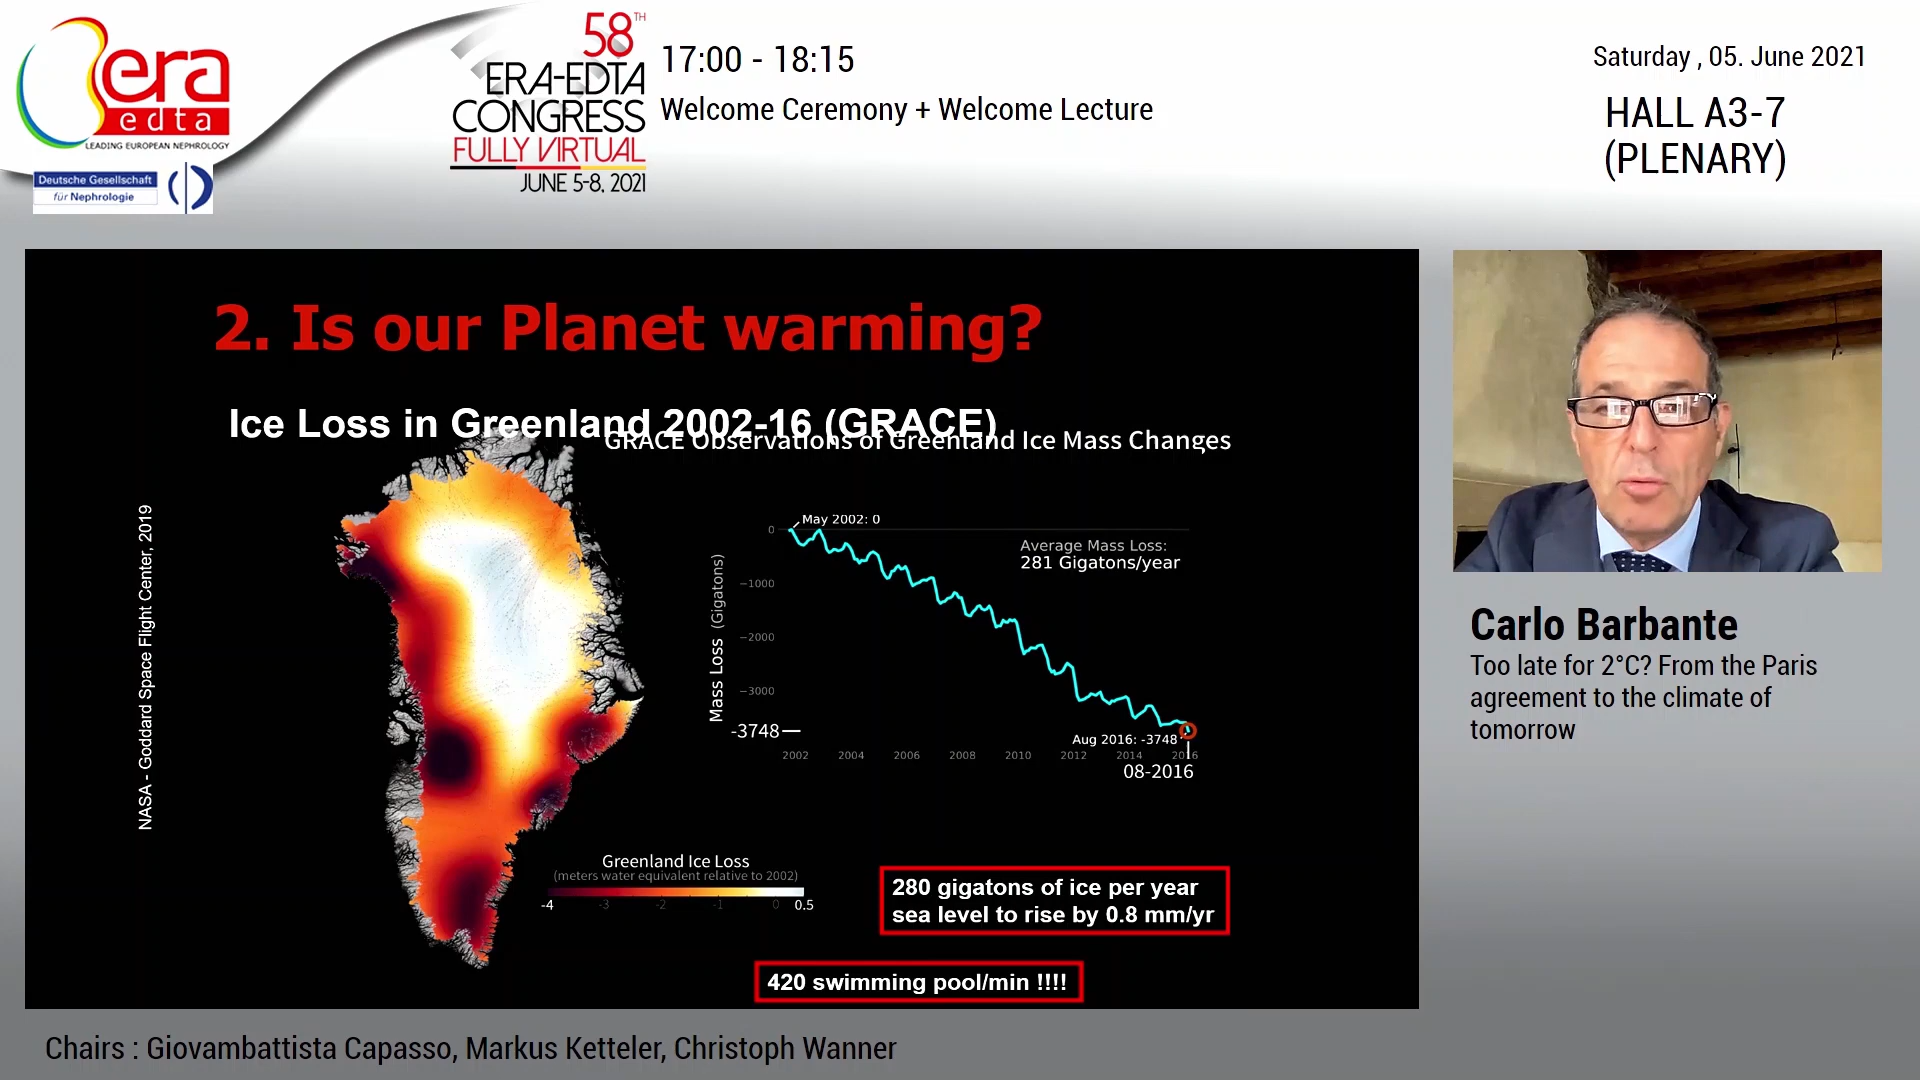 era
edta
LEADING EUROPEAN NEPHROLOGY
Deutsche Gesellschaft
für Nephrologie
58TH
ERA-EDTA
CONGRESS
FULLY VIRTUAL
JUNE 5-8, 2021
17:00 - 18:15
Welcome Ceremony + Welcome Lecture
Saturday , 05. June 2021
HALL A3-7
(PLENARY)
2. Is our Planet warming?
Ice Loss in Greenland 2002-16 (GRACE)
GRACE Observations of Greenland Ice Mass Changes
NASA - Goddard Space Flight Center, 2019
May 2002: 0
Average Mass Loss:
281 Gigatons/year
Mass Loss (Gigatons)
0
−1000
−2000
−3000
-3748
Aug 2016: -3748
2002 2004 2006 2008 2010 2012 2014 2016
08-2016
Greenland Ice Loss
(meters water equivalent relative to 2002)
-4 -3 -2 -1 0 0.5
280 gigatons of ice per year
sea level to rise by 0.8 mm/yr
420 swimming pool/min !!!!
Carlo Barbante
Too late for 2°C? From the Paris
agreement to the climate of
tomorrow
Chairs : Giovambattista Capasso, Markus Ketteler, Christoph Wanner